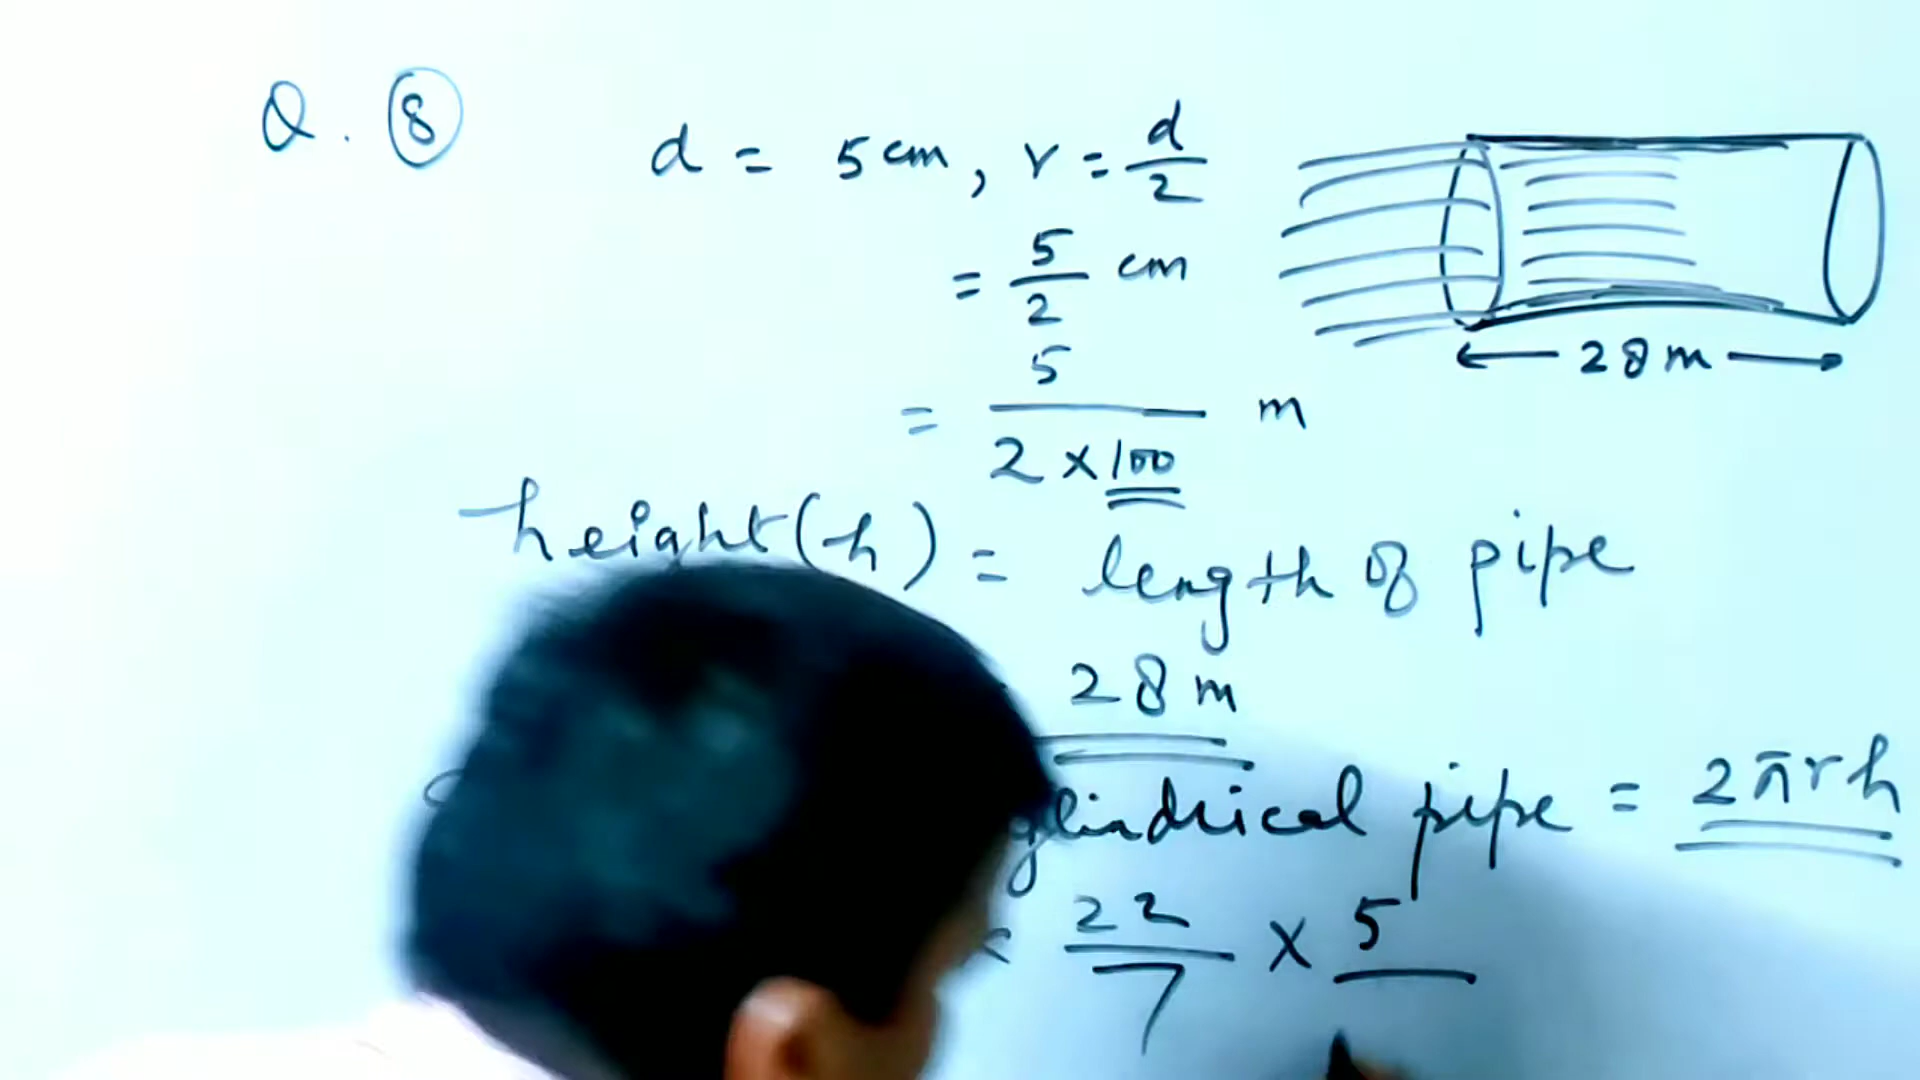 Q. 8
d = 5 cm, r = d/2
= 5/2 cm
= 5/(2 × 100) m
28 m
height (h) = length of pipe
28 m
pipe = 2πrh
22/7 × 5